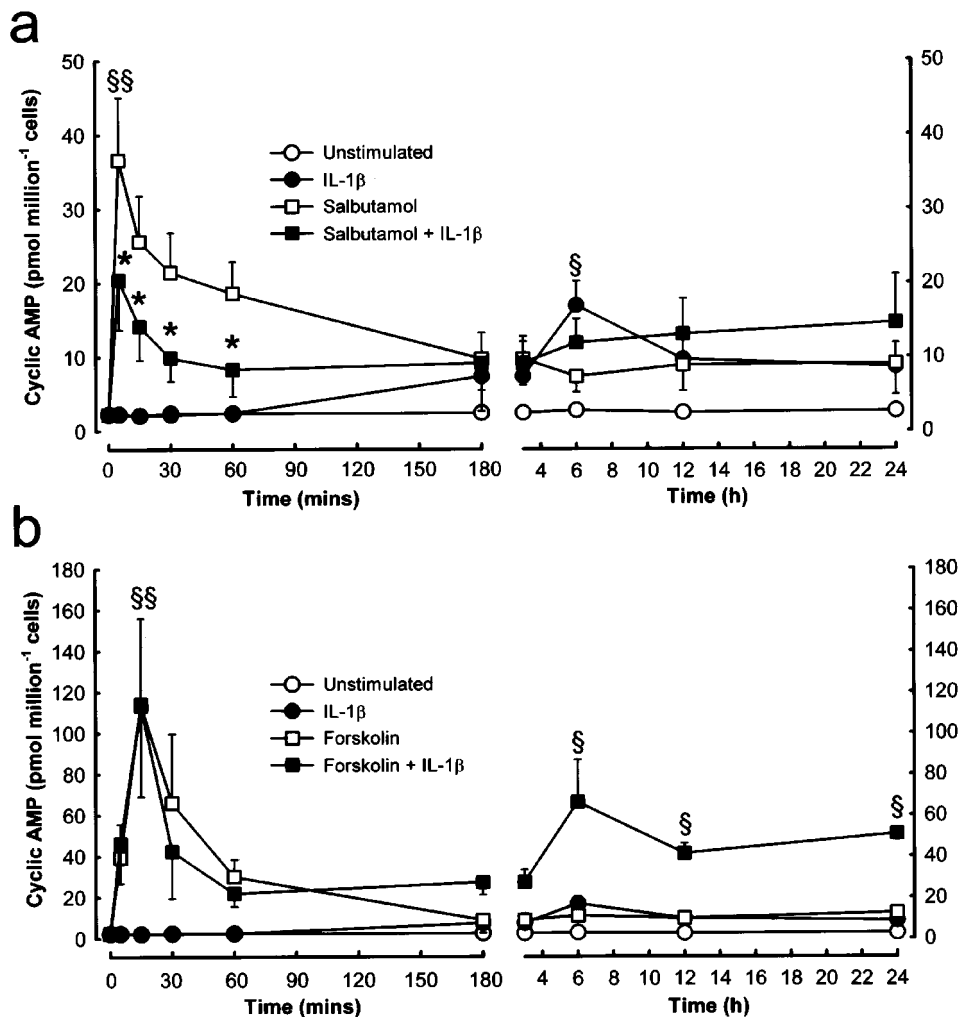 a
§§
50
40
30
20
10
0
Cyclic AMP (pmol million⁻¹ cells)
Unstimulated
IL-1β
Salbutamol
Salbutamol + IL-1β
*
*
*
*
§
50
40
30
20
10
0
0 30 60 90 120 150 180
Time (mins)
4 6 8 10 12 14 16 18 20 22 24
Time (h)
b
§§
180
160
140
120
100
80
60
40
20
0
Cyclic AMP (pmol million⁻¹ cells)
Unstimulated
IL-1β
Forskolin
Forskolin + IL-1β
§
§
§
180
160
140
120
100
80
60
40
20
0
0 30 60 90 120 150 180
Time (mins)
4 6 8 10 12 14 16 18 20 22 24
Time (h)